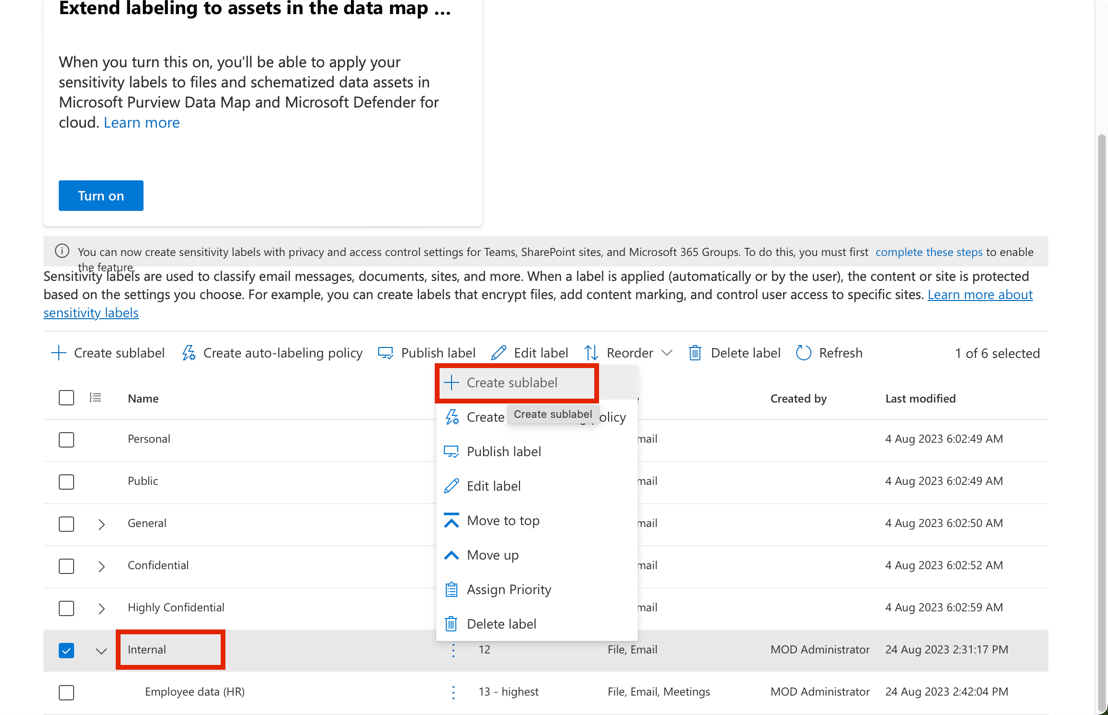 Extend labeling to assets in the data map ...
When you turn this on, you'll be able to apply your
sensitivity labels to files and schematized data assets in
Microsoft Purview Data Map and Microsoft Defender for
cloud. Learn more
Turn on
You can now create sensitivity labels with privacy and access control settings for Teams, SharePoint sites, and Microsoft 365 Groups. To do this, you must first complete these steps to enable
the feature.
Sensitivity labels are used to classify email messages, documents, sites, and more. When a label is applied (automatically or by the user), the content or site is protected
based on the settings you choose. For example, you can create labels that encrypt files, add content marking, and control user access to specific sites. Learn more about
sensitivity labels
Create sublabel Create auto-labeling policy Publish label Edit label Reorder Delete label Refresh 1 of 6 selected
Create sublabel
Name Created by Last modified
Create policy
Create sublabel
Personal mail 4 Aug 2023 6:02:49 AM
Publish label
Public mail 4 Aug 2023 6:02:49 AM
Edit label
General mail 4 Aug 2023 6:02:50 AM
Move to top
Move up
Confidential mail 4 Aug 2023 6:02:52 AM
Assign Priority
Highly Confidential mail 4 Aug 2023 6:02:59 AM
Delete label
Internal 12 File, Email MOD Administrator 24 Aug 2023 2:31:17 PM
Employee data (HR) 13 - highest File, Email, Meetings MOD Administrator 24 Aug 2023 2:42:04 PM